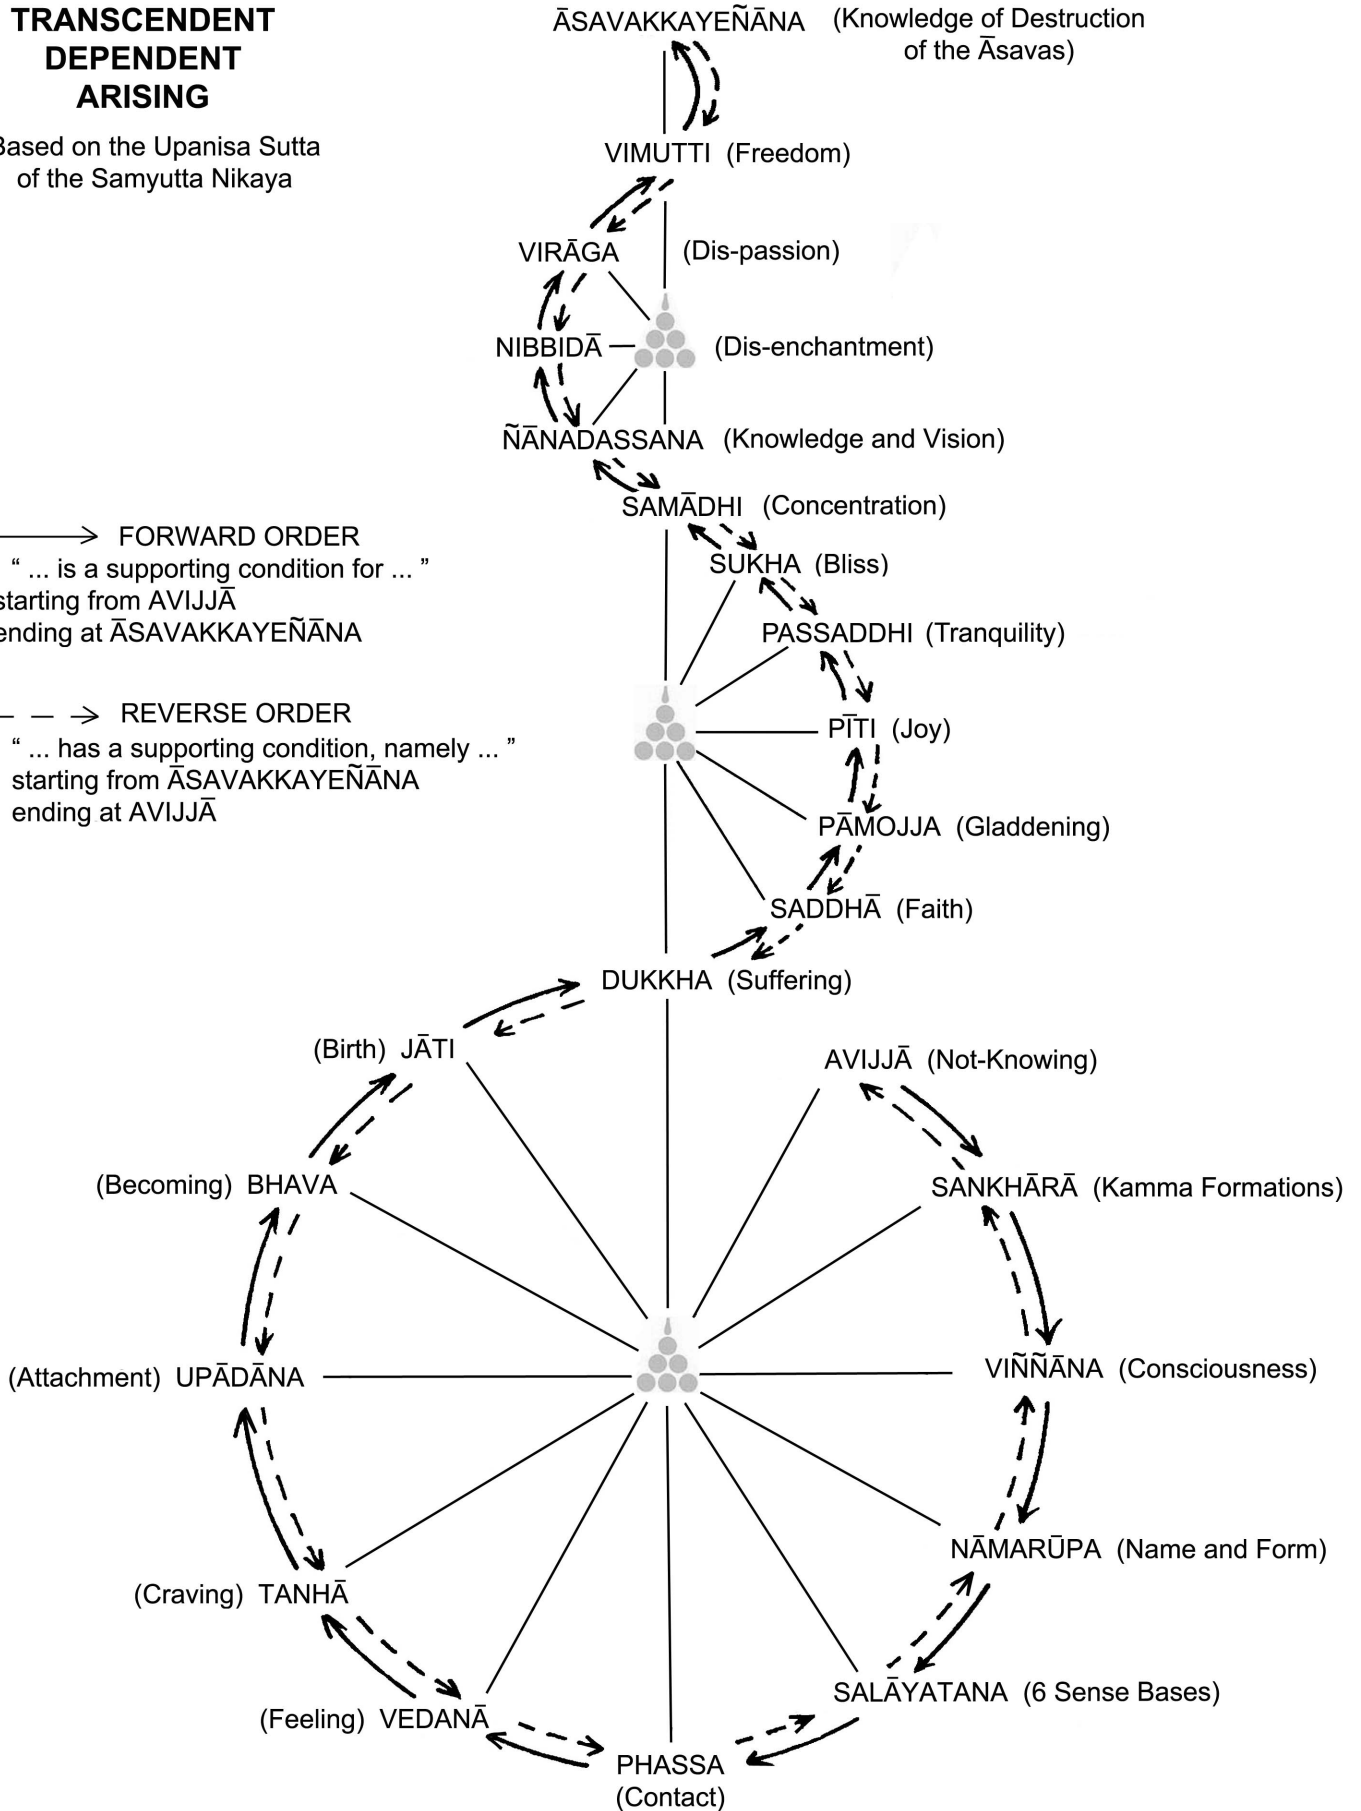 TRANSCENDENT
DEPENDENT
ARISING
Based on the Upanisa Sutta
of the Samyutta Nikaya
ĀSAVAKKAYEÑĀNA (Knowledge of Destruction
of the Āsavas)
VIMUTTI (Freedom)
VIRĀGA (Dis-passion)
NIBBIDĀ (Dis-enchantment)
ÑĀNADASSANA (Knowledge and Vision)
SAMĀDHI (Concentration)
SUKHA (Bliss)
PASSADDHI (Tranquility)
PĪTI (Joy)
PĀMOJJA (Gladdening)
SADDHĀ (Faith)
DUKKHA (Suffering)
FORWARD ORDER
“ ... is a supporting condition for ... ”
starting from AVIJJĀ
ending at ĀSAVAKKAYEÑĀNA
REVERSE ORDER
“ ... has a supporting condition, namely ... ”
starting from ĀSAVAKKAYEÑĀNA
ending at AVIJJĀ
(Birth) JĀTI
AVIJJĀ (Not-Knowing)
(Becoming) BHAVA
SANKHĀRĀ (Kamma Formations)
(Attachment) UPĀDĀNA
VIÑÑĀNA (Consciousness)
NĀMARŪPA (Name and Form)
(Craving) TANHĀ
SALĀYATANA (6 Sense Bases)
(Feeling) VEDANĀ
PHASSA
(Contact)